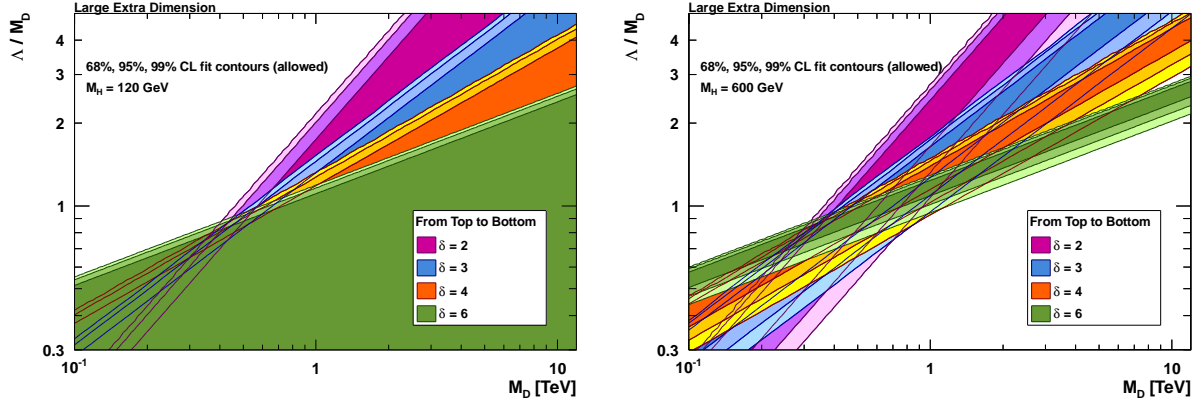 Large Extra Dimension
Λ / M_D
4
3
2
1
0.3
68%, 95%, 99% CL fit contours (allowed)
M_H = 120 GeV
From Top to Bottom
δ = 2
δ = 3
δ = 4
δ = 6
10⁻¹
1
10
M_D [TeV]
Large Extra Dimension
Λ / M_D
4
3
2
1
0.3
68%, 95%, 99% CL fit contours (allowed)
M_H = 600 GeV
From Top to Bottom
δ = 2
δ = 3
δ = 4
δ = 6
10⁻¹
1
10
M_D [TeV]